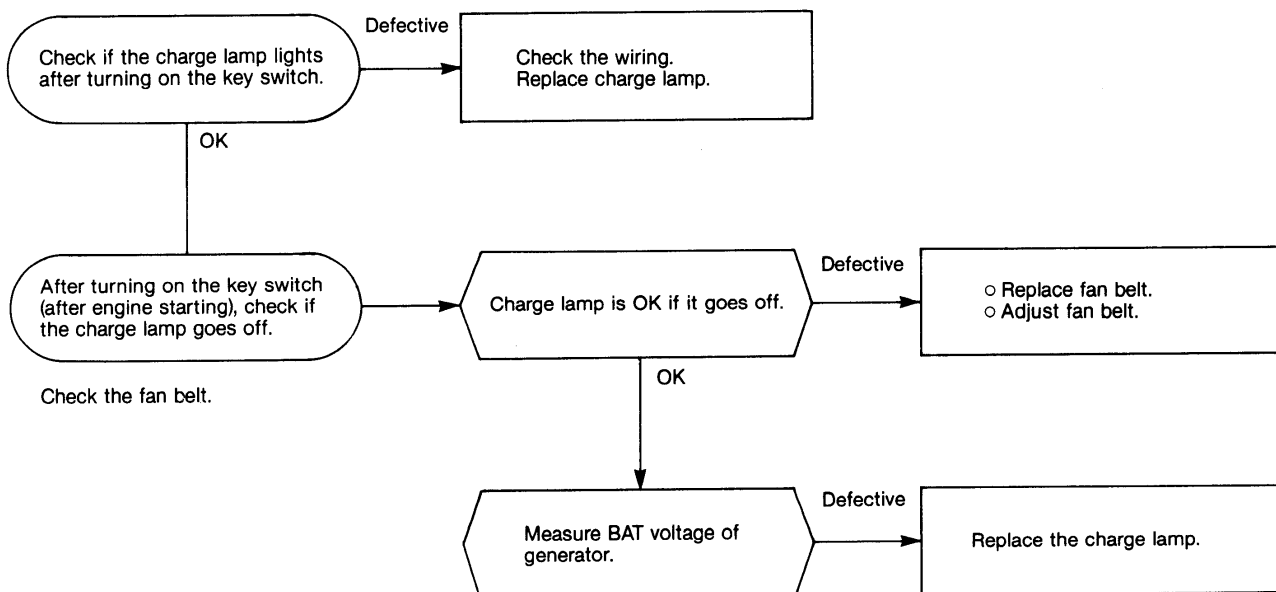 Check if the charge lamp lights
after turning on the key switch.
Defective
Check the wiring.
Replace charge lamp.
OK
After turning on the key switch
(after engine starting), check if
the charge lamp goes off.
Check the fan belt.
Charge lamp is OK if it goes off.
Defective
○ Replace fan belt.
○ Adjust fan belt.
OK
Measure BAT voltage of
generator.
Defective
Replace the charge lamp.